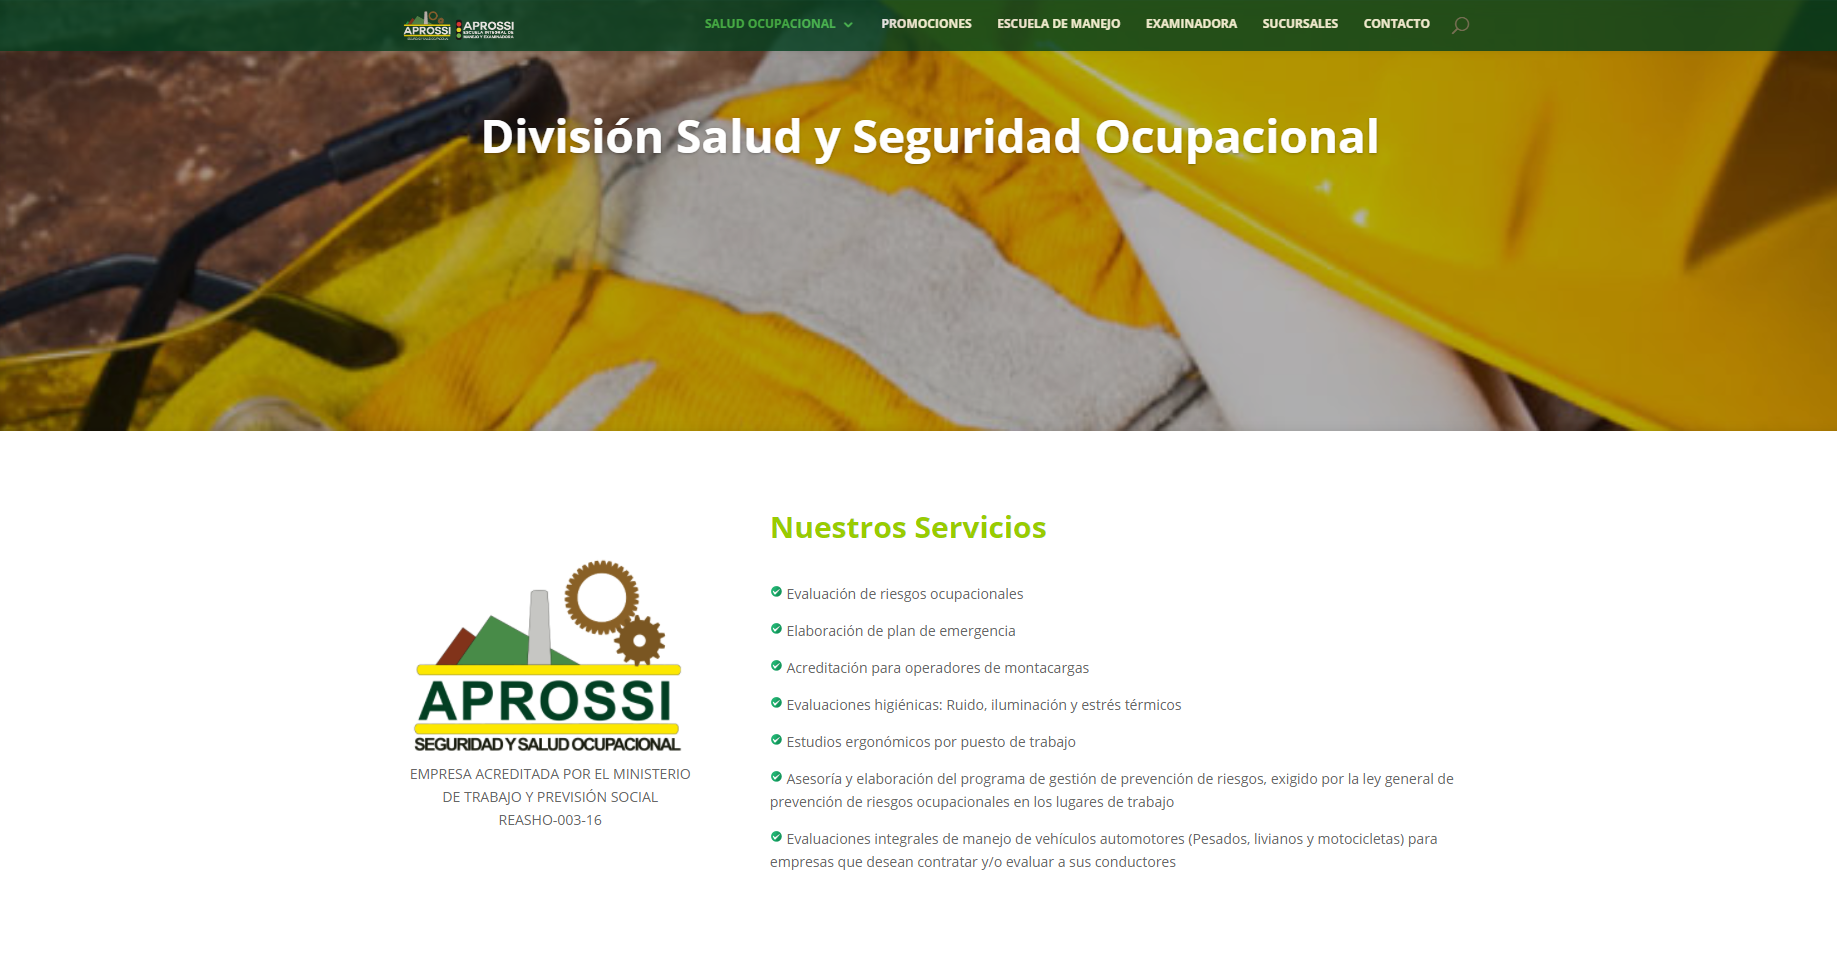 APROSSI
APROSSI
ESCUELA INTEGRAL DE
MANEJO Y EXAMINADORA
SALUD OCUPACIONAL
PROMOCIONES
ESCUELA DE MANEJO
EXAMINADORA
SUCURSALES
CONTACTO
División Salud y Seguridad Ocupacional
APROSSI
SEGURIDAD Y SALUD OCUPACIONAL
EMPRESA ACREDITADA POR EL MINISTERIO
DE TRABAJO Y PREVISIÓN SOCIAL
REASHO-003-16
Nuestros Servicios
Evaluación de riesgos ocupacionales
Elaboración de plan de emergencia
Acreditación para operadores de montacargas
Evaluaciones higiénicas: Ruido, iluminación y estrés térmicos
Estudios ergonómicos por puesto de trabajo
Asesoría y elaboración del programa de gestión de prevención de riesgos, exigido por la ley general de
prevención de riesgos ocupacionales en los lugares de trabajo
Evaluaciones integrales de manejo de vehículos automotores (Pesados, livianos y motocicletas) para
empresas que desean contratar y/o evaluar a sus conductores